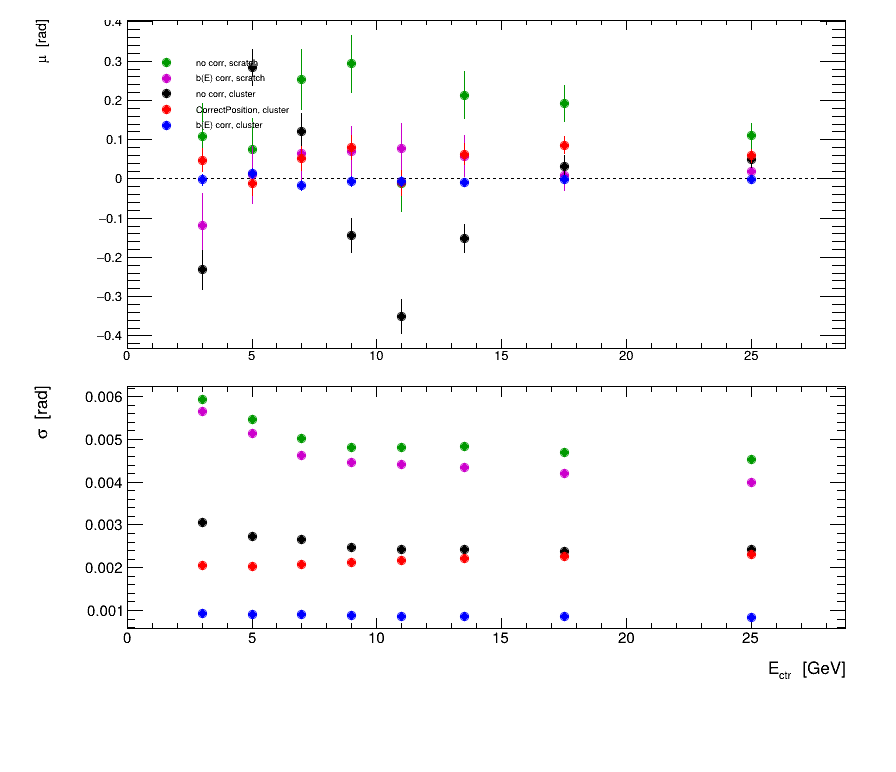 μ [rad]
0.4
0.3
0.2
0.1
0
−0.1
−0.2
−0.3
−0.4
no corr, scratch
b(E) corr, scratch
no corr, cluster
CorrectPosition, cluster
b(E) corr, cluster
0 5 10 15 20 25
σ [rad]
0.006
0.005
0.004
0.003
0.002
0.001
0 5 10 15 20 25
E_ctr [GeV]